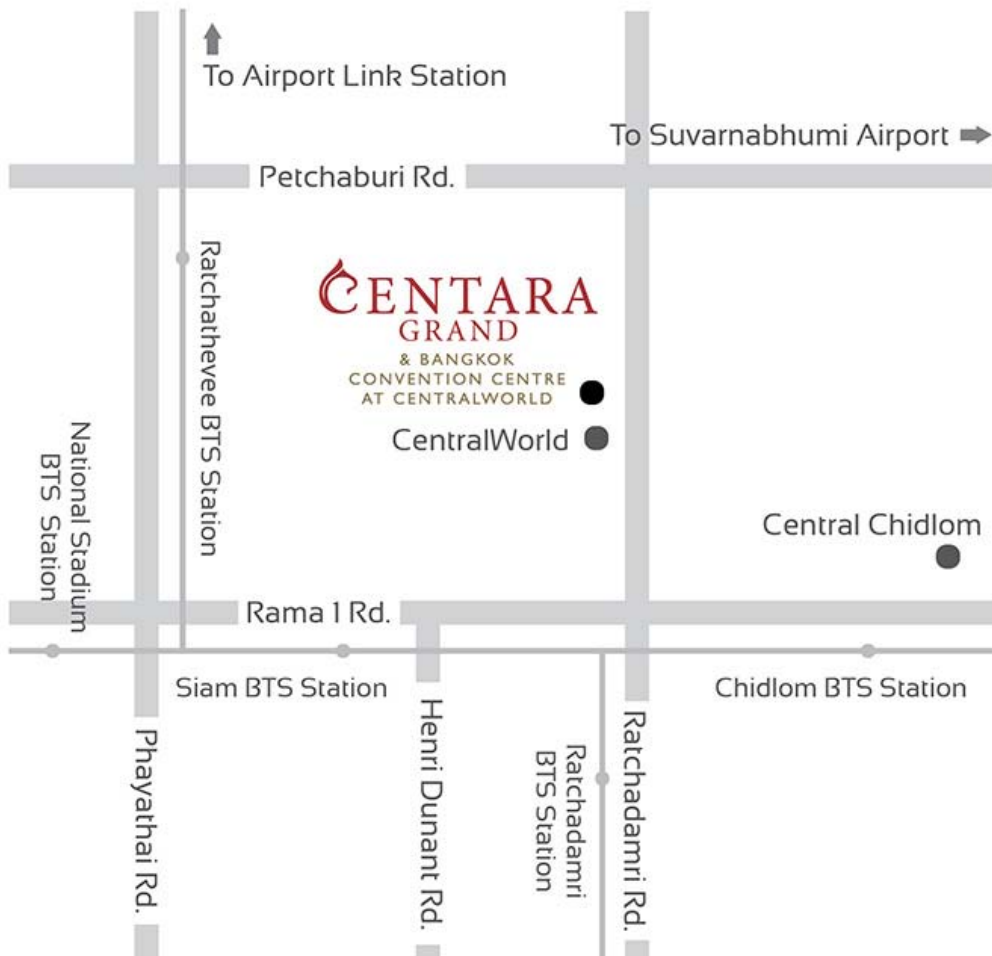 To Airport Link Station
To Suvarnabhumi Airport
Petchaburi Rd.
Ratchathevee BTS Station
CENTARA
GRAND
& BANGKOK
CONVENTION CENTRE
AT CENTRALWORLD
CentralWorld
National Stadium
BTS Station
Central Chidlom
Rama 1 Rd.
Siam BTS Station
Chidlom BTS Station
Phayathai Rd.
Henri Dunant Rd.
Ratchadamri
BTS Station
Ratchadamri Rd.